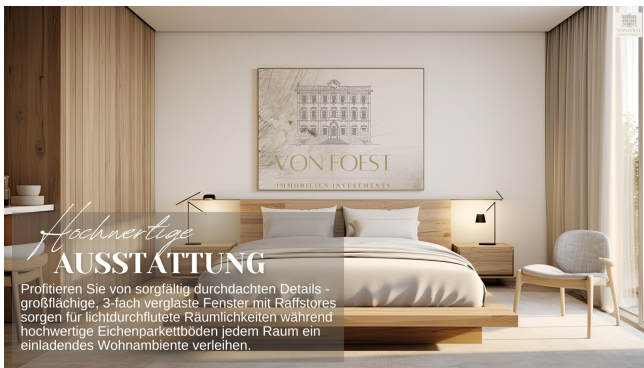 VON FOEST
IMMOBILIEN INVESTMENTS
Hochwertige
AUSSTATTUNG
Profitieren Sie von sorgfältig durchdachten Details -
großflächige, 3-fach verglaste Fenster mit Raffstores
sorgen für lichtdurchflutete Räumlichkeiten während
hochwertige Eichenparkettböden jedem Raum ein
einladendes Wohnambiente verleihen.